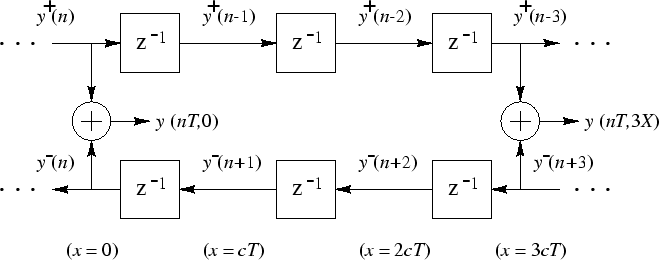 · · · y⁺(n) z⁻¹ y⁺(n-1) z⁻¹ y⁺(n-2) z⁻¹ y⁺(n-3) · · ·
+ y (nT,0) + y (nT,3X)
· · · y⁻(n) z⁻¹ y⁻(n+1) z⁻¹ y⁻(n+2) z⁻¹ y⁻(n+3) · · ·
(x = 0) (x = cT) (x = 2cT) (x = 3cT)